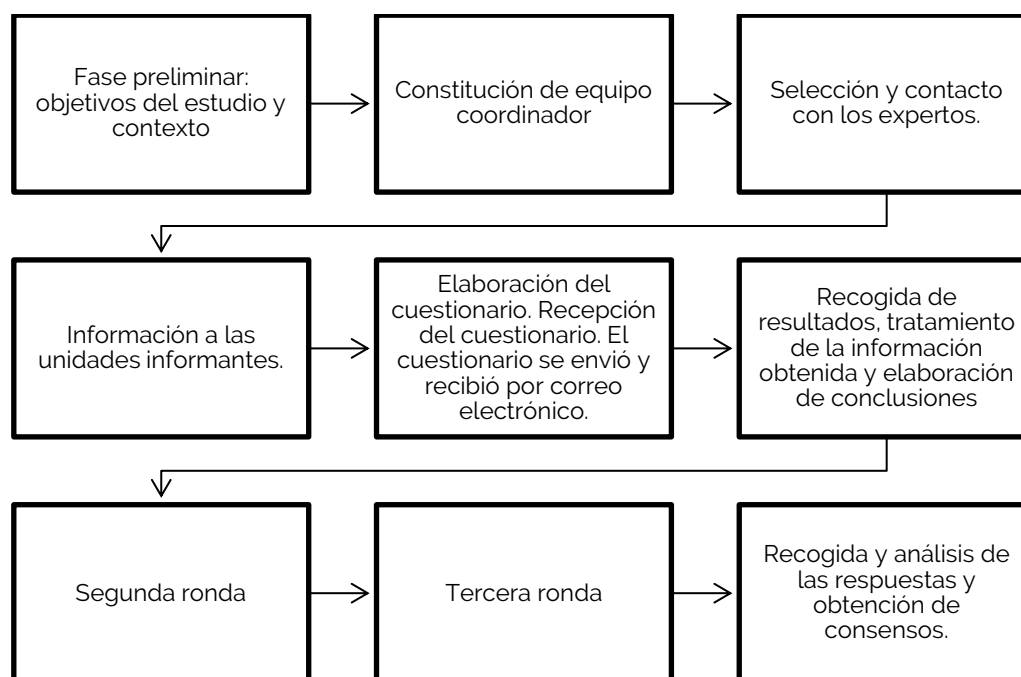 Fase preliminar:
objetivos del estudio y
contexto
Constitución de equipo
coordinador
Selección y contacto
con los expertos.
Información a las
unidades informantes.
Elaboración del
cuestionario. Recepción
del cuestionario. El
cuestionario se envió y
recibió por correo
electrónico.
Recogida de
resultados, tratamiento
de la información
obtenida y elaboración
de conclusiones
Segunda ronda
Tercera ronda
Recogida y análisis de
las respuestas y
obtención de
consensos.